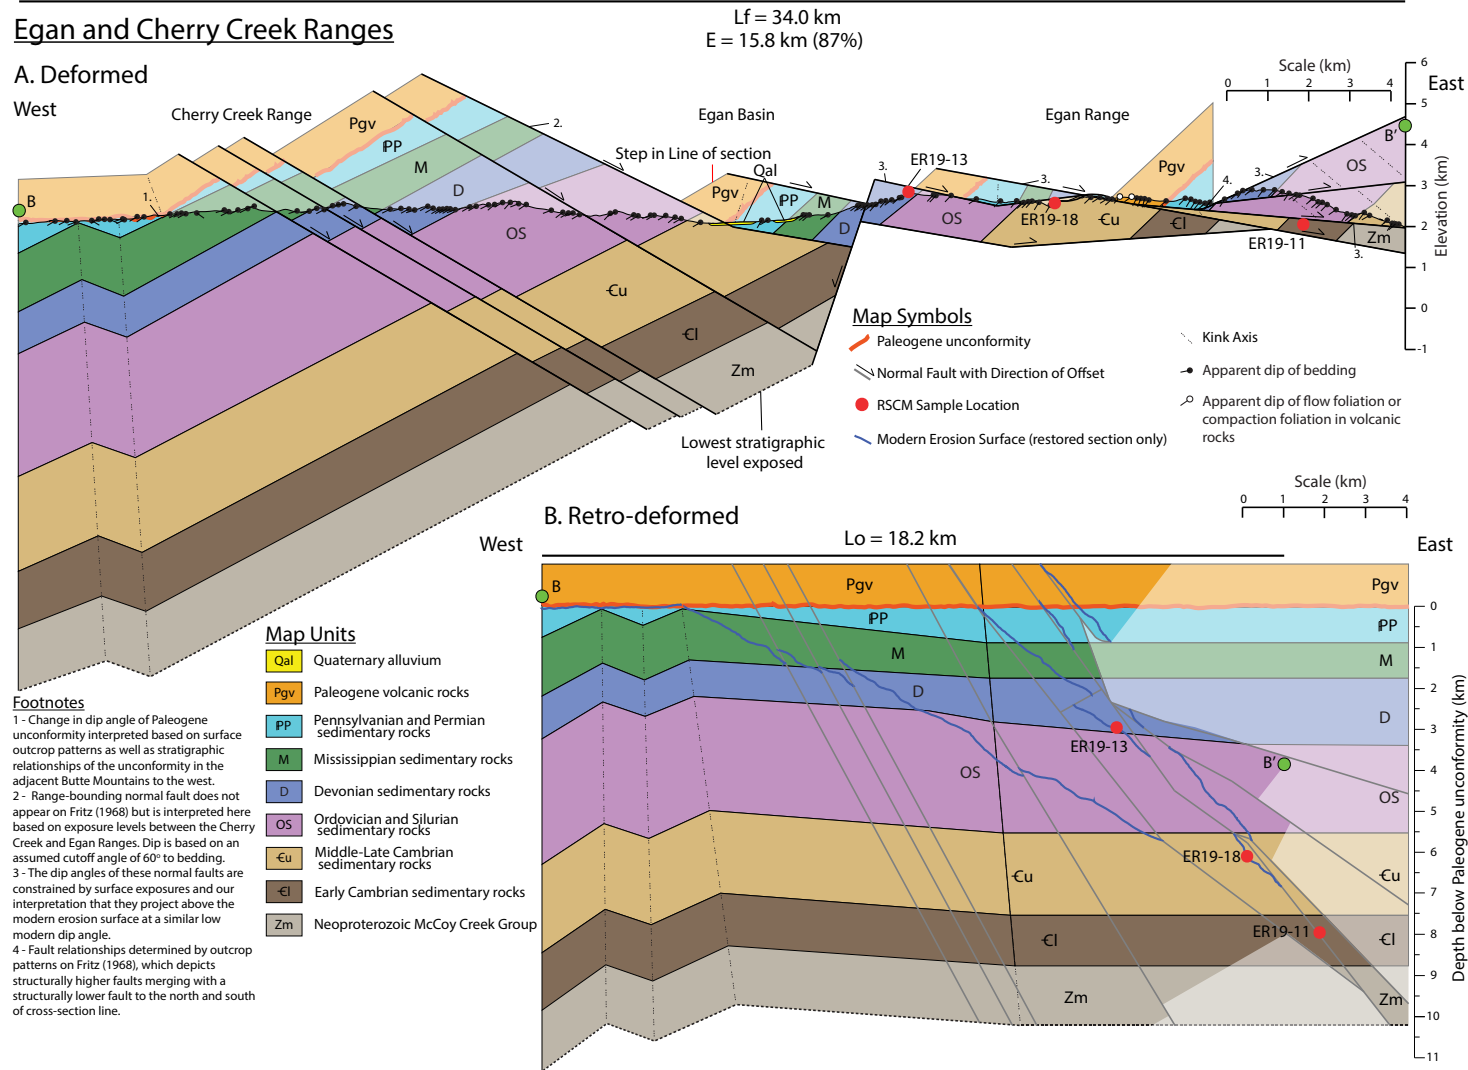 Egan and Cherry Creek Ranges
Lf = 34.0 km
E = 15.8 km (87%)
A. Deformed
West
Cherry Creek Range
Egan Basin
Egan Range
Scale (km)
0 1 2 3 4
East
Step in Line of section
Qal
ER19-13
ER19-18
ER19-11
B
B'
1.
2.
3.
3.
3.
4.
3.
3.
Pgv
PP
M
D
OS
Pgv
PP
M
D
OS
Pgv
OS
Єu
Єl
Zm
Єu
Єl
Zm
6
5
4
3
2
1
0
-1
Elevation (km)
Lowest stratigraphic
level exposed
Map Symbols
Paleogene unconformity
Normal Fault with Direction of Offset
RSCM Sample Location
Modern Erosion Surface (restored section only)
Kink Axis
Apparent dip of bedding
Apparent dip of flow foliation or
compaction foliation in volcanic
rocks
B. Retro-deformed
West
Lo = 18.2 km
Scale (km)
0 1 2 3 4
East
B
Pgv
Pgv
PP
PP
M
M
D
D
ER19-13
B'
OS
OS
ER19-18
Єu
Єu
ER19-11
Єl
Єl
Zm
Zm
0
1
2
3
4
5
6
7
8
9
10
11
Depth below Paleogene unconformity (km)
Map Units
Qal Quaternary alluvium
Pgv Paleogene volcanic rocks
PP Pennsylvanian and Permian
sedimentary rocks
M Mississippian sedimentary rocks
D Devonian sedimentary rocks
OS Ordovician and Silurian
sedimentary rocks
Єu Middle-Late Cambrian
sedimentary rocks
Єl Early Cambrian sedimentary rocks
Zm Neoproterozoic McCoy Creek Group
Footnotes
1 - Change in dip angle of Paleogene
unconformity interpreted based on surface
outcrop patterns as well as stratigraphic
relationships of the unconformity in the
adjacent Butte Mountains to the west.
2 - Range-bounding normal fault does not
appear on Fritz (1968) but is interpreted here
based on exposure levels between the Cherry
Creek and Egan Ranges. Dip is based on an
assumed cutoff angle of 60° to bedding.
3 - The dip angles of these normal faults are
constrained by surface exposures and our
interpretation that they project above the
modern erosion surface at a similar low
modern dip angle.
4 - Fault relationships determined by outcrop
patterns on Fritz (1968), which depicts
structurally higher faults merging with a
structurally lower fault to the north and south
of cross-section line.